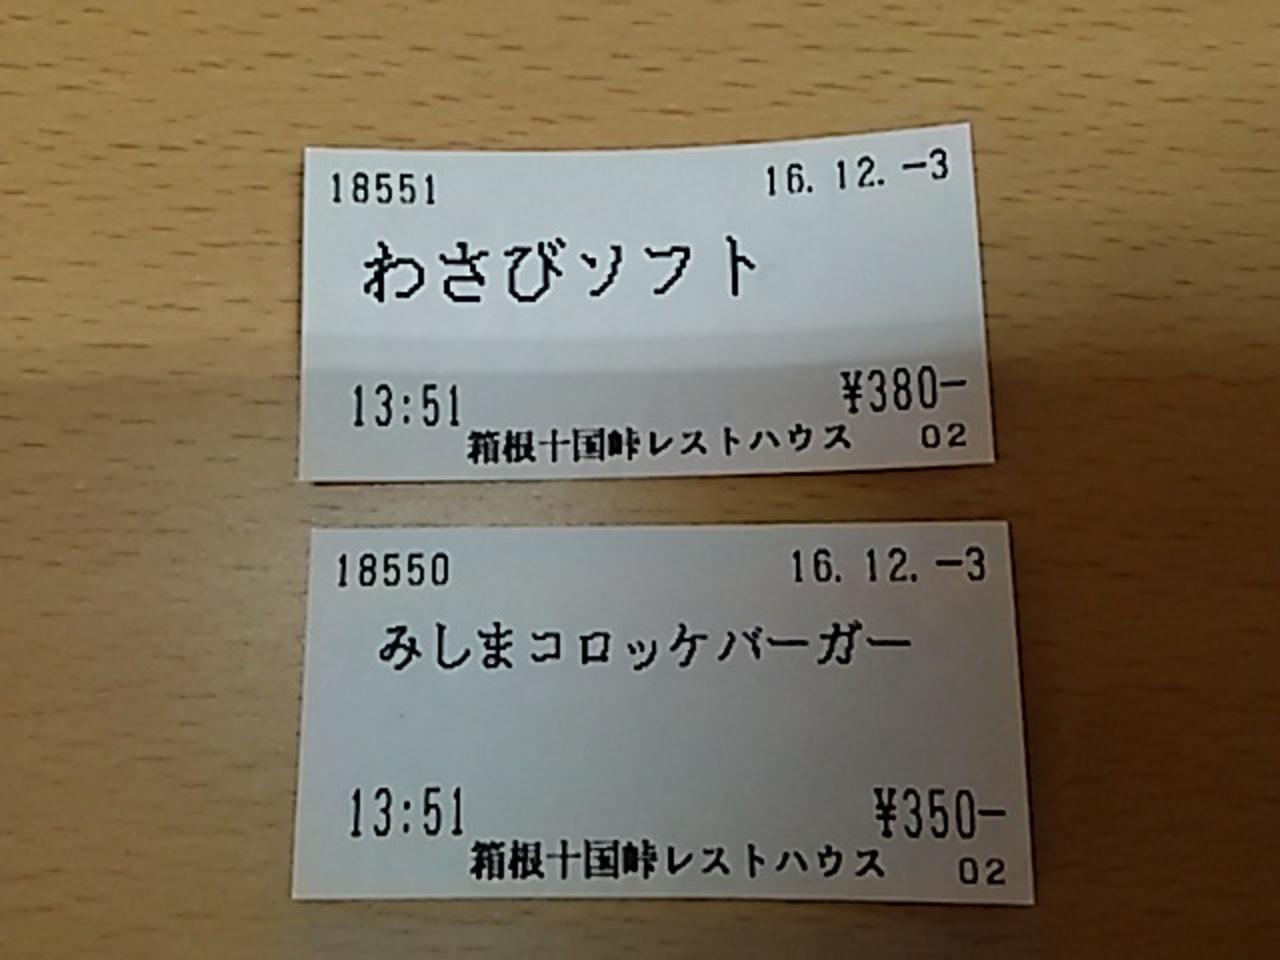 18551 16.12.-3
わさびソフト
13:51 ¥380-
箱根十国峠レストハウス 02
18550 16.12.-3
みしまコロッケバーガー
13:51 ¥350-
箱根十国峠レストハウス 02